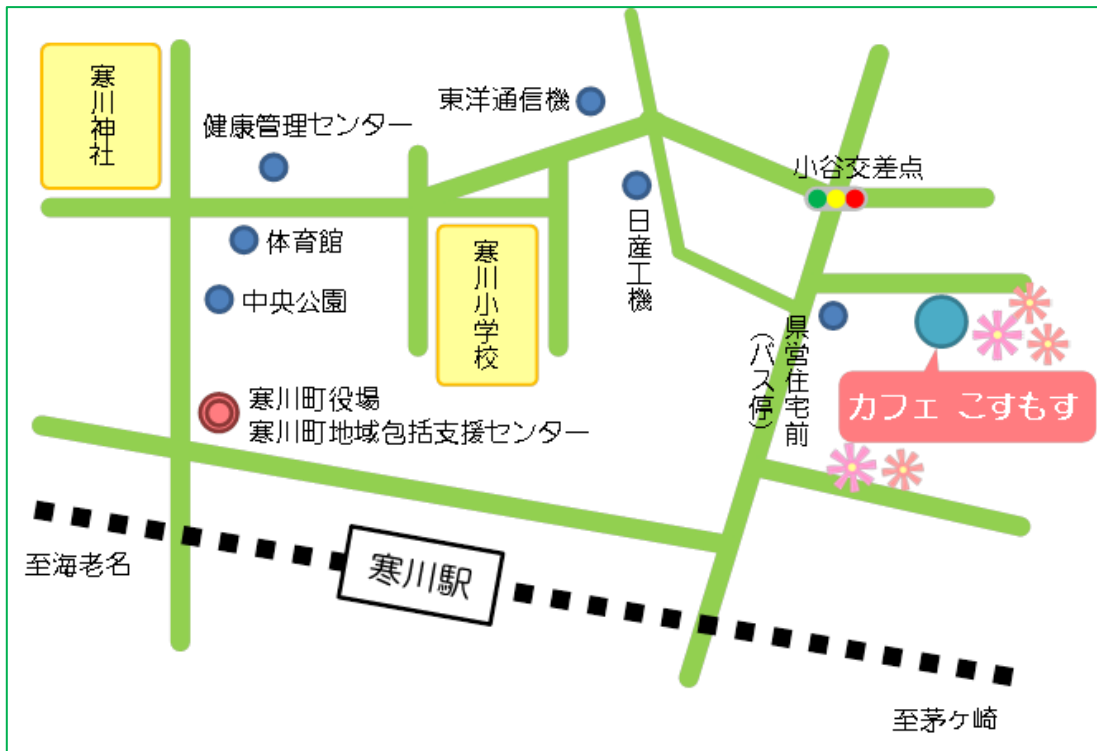 寒川神社
健康管理センター
東洋通信機
小谷交差点
体育館
中央公園
寒川小学校
日産工機
県営住宅前
（バス停）
カフェ こすもす
寒川町役場
寒川町地域包括支援センター
至海老名
寒川駅
至茅ヶ崎